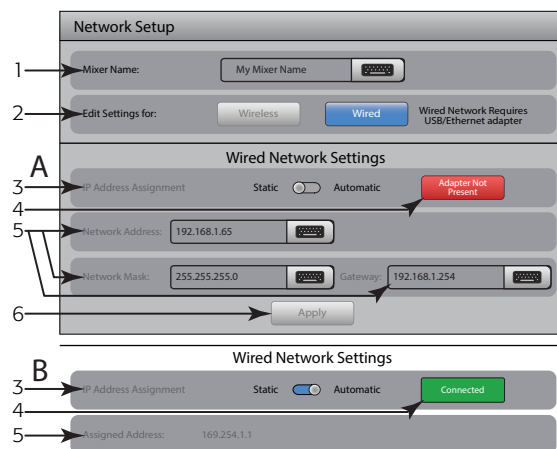 Network Setup
1 Mixer Name: My Mixer Name
2 Edit Settings for: Wireless Wired Wired Network Requires
USB/Ethernet adapter
A Wired Network Settings
3 IP Address Assignment Static Automatic Adapter Not
Present
4
5 Network Address: 192.168.1.65
Network Mask: 255.255.255.0 Gateway: 192.168.1.254
6 Apply
B Wired Network Settings
3 IP Address Assignment Static Automatic Connected
4
5 Assigned Address: 169.254.1.1